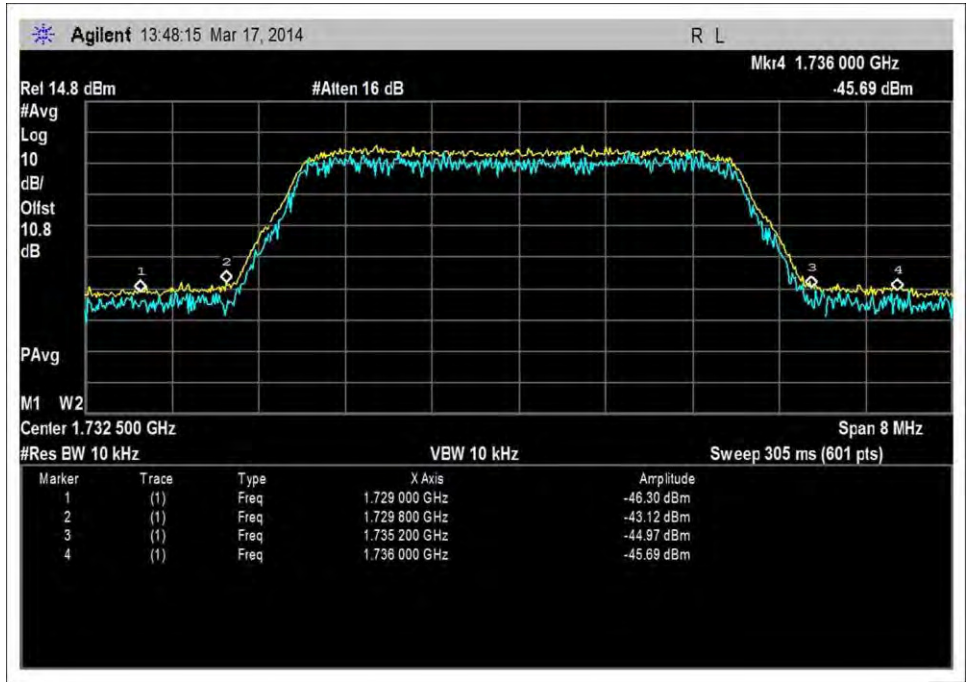 Agilent 13:48:15 Mar 17, 2014 R L
Mkr4 1.736 000 GHz
Rel 14.8 dBm #Atten 16 dB -45.69 dBm
#Avg
Log
10
dB/
Offst
10.8
dB
1 2 3 4
PAvg
M1 W2
Center 1.732 500 GHz Span 8 MHz
#Res BW 10 kHz VBW 10 kHz Sweep 305 ms (601 pts)
Marker Trace Type X Axis Amplitude
1 (1) Freq 1.729 000 GHz -46.30 dBm
2 (1) Freq 1.729 800 GHz -43.12 dBm
3 (1) Freq 1.735 200 GHz -44.97 dBm
4 (1) Freq 1.736 000 GHz -45.69 dBm